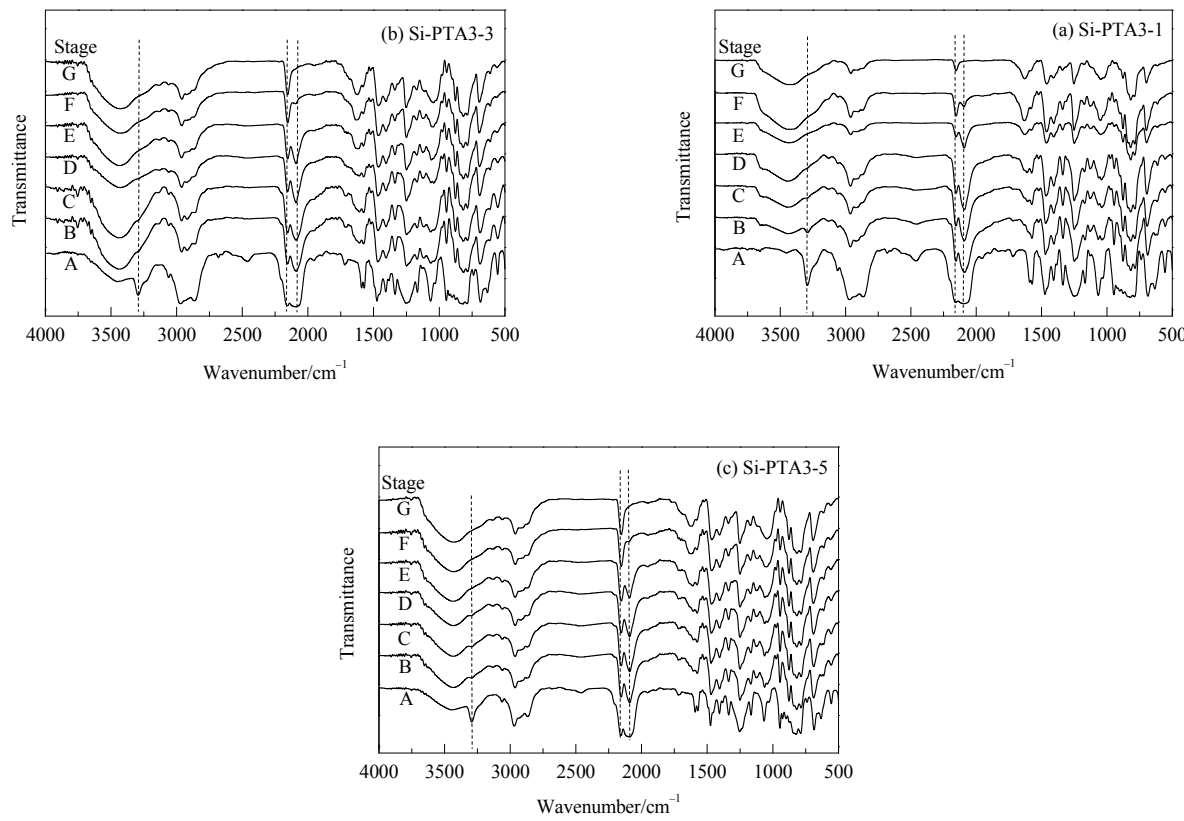 (b) Si-PTA3-3
Stage
G
F
E
D
C
B
A
Transmittance
4000 3500 3000 2500 2000 1500 1000 500
Wavenumber/cm⁻¹
(a) Si-PTA3-1
Stage
G
F
E
D
C
B
A
Transmittance
4000 3500 3000 2500 2000 1500 1000 500
Wavenumber/cm⁻¹
(c) Si-PTA3-5
Stage
G
F
E
D
C
B
A
Transmittance
4000 3500 3000 2500 2000 1500 1000 500
Wavenumber/cm⁻¹